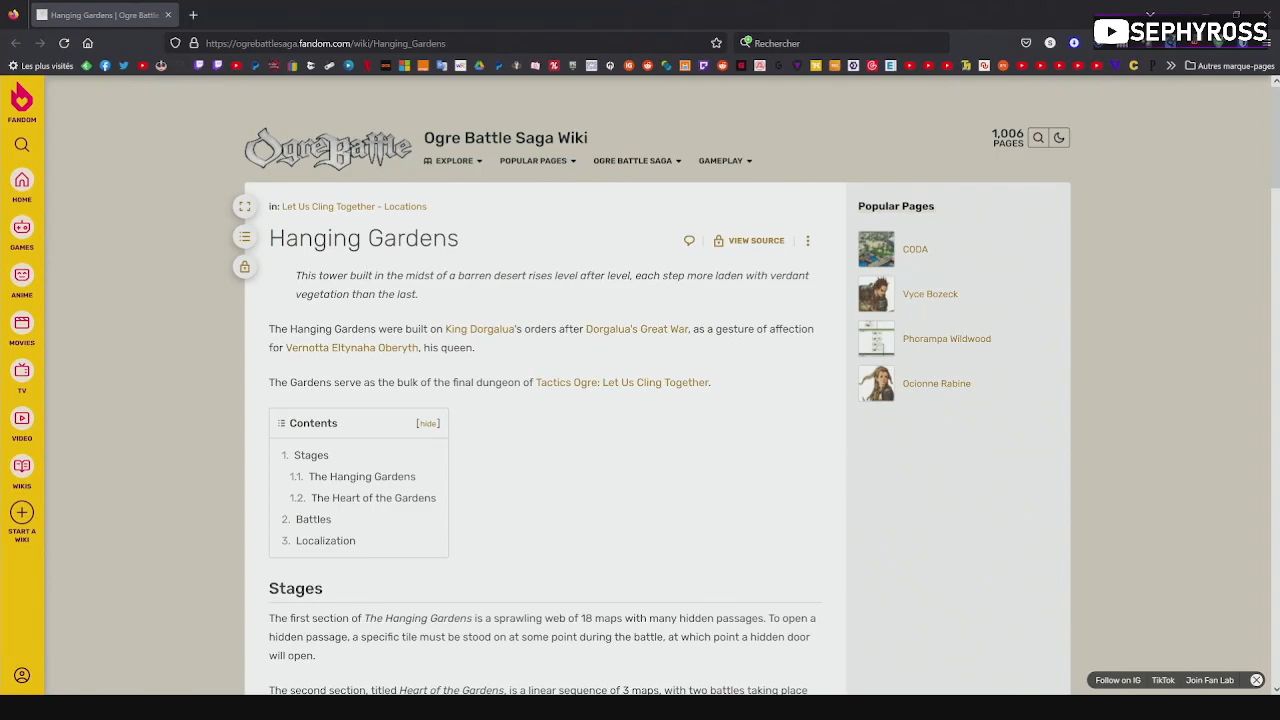 Hanging Gardens | Ogre Battle
SEPHYROSS
https://ogrebattlesaga.fandom.com/wiki/Hanging_Gardens
Rechercher
Les plus visités
Autres marque-pages
FANDOM
HOME
GAMES
ANIME
MOVIES
TV
VIDEO
WIKIS
START A
WIKI
OgreBattle
Ogre Battle Saga Wiki
EXPLORE
POPULAR PAGES
OGRE BATTLE SAGA
GAMEPLAY
1,006
PAGES
in: Let Us Cling Together - Locations
Hanging Gardens
VIEW SOURCE
This tower built in the midst of a barren desert rises level after level, each step more laden with verdant
vegetation than the last.
The Hanging Gardens were built on King Dorgalua's orders after Dorgalua's Great War, as a gesture of affection
for Vernotta Eltynaha Oberyth, his queen.
The Gardens serve as the bulk of the final dungeon of Tactics Ogre: Let Us Cling Together.
Contents [hide]
1. Stages
1.1. The Hanging Gardens
1.2. The Heart of the Gardens
2. Battles
3. Localization
Stages
The first section of The Hanging Gardens is a sprawling web of 18 maps with many hidden passages. To open a
hidden passage, a specific tile must be stood on at some point during the battle, at which point a hidden door
will open.
The second section, titled Heart of the Gardens, is a linear sequence of 3 maps, with two battles taking place
Popular Pages
CODA
Vyce Bozeck
Phorampa Wildwood
Ocionne Rabine
Follow on IG
TikTok
Join Fan Lab